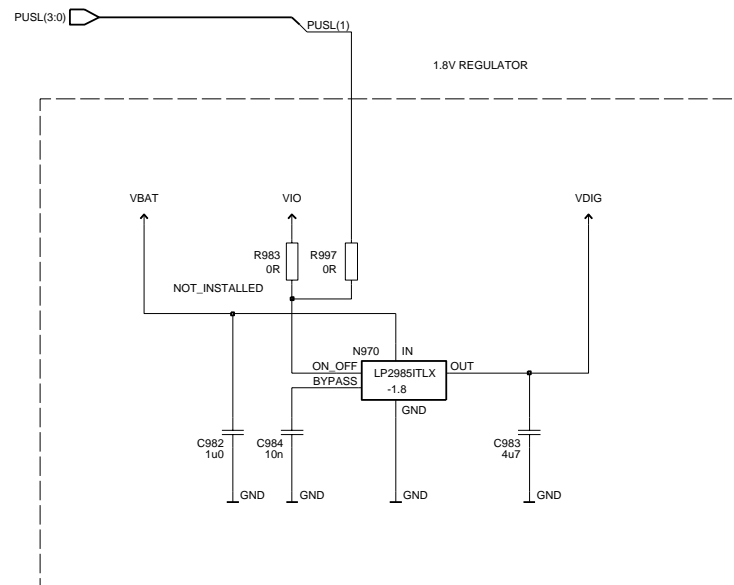 PUSL(3:0)
PUSL(1)
1.8V REGULATOR
VBAT
VIO
VDIG
R983
0R
R997
0R
NOT_INSTALLED
N970
IN
ON_OFF
BYPASS
LP2985ITLX
-1.8
OUT
GND
C982
1u0
C984
10n
C983
4u7
GND
GND
GND
GND